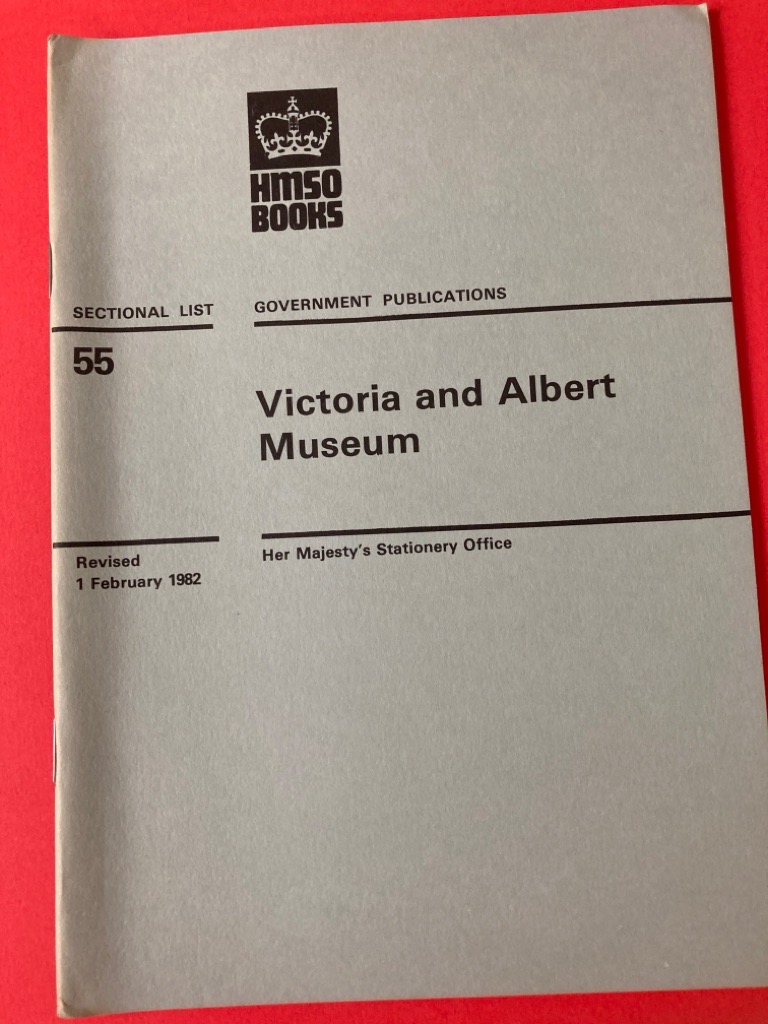 HMSO
BOOKS
SECTIONAL LIST
55
GOVERNMENT PUBLICATIONS
Victoria and Albert
Museum
Revised
1 February 1982
Her Majesty's Stationery Office